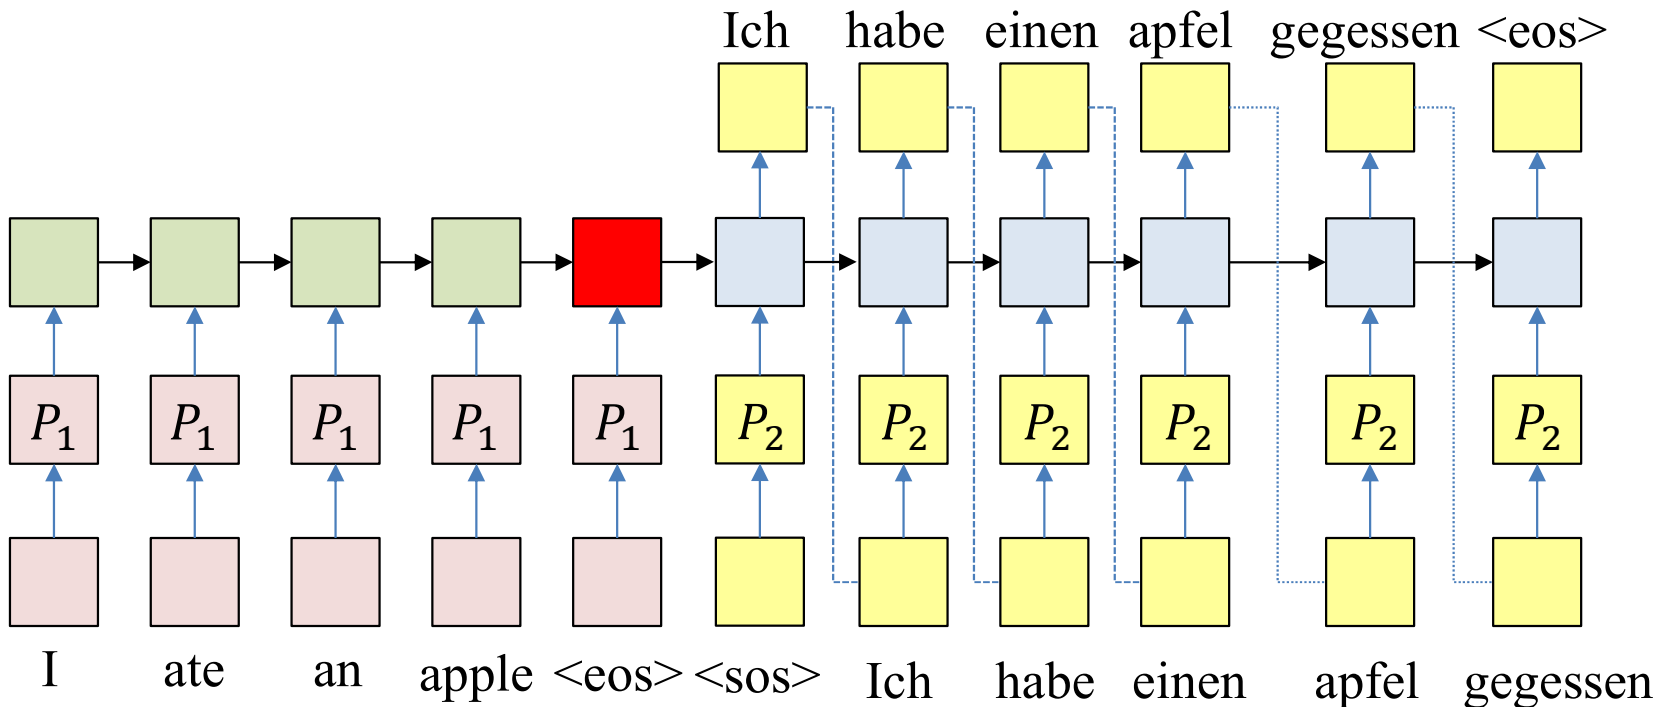 Ich habe einen apfel gegessen <eos>
P₁ P₁ P₁ P₁ P₁ P₂ P₂ P₂ P₂ P₂ P₂
I ate an apple <eos> <sos> Ich habe einen apfel gegessen